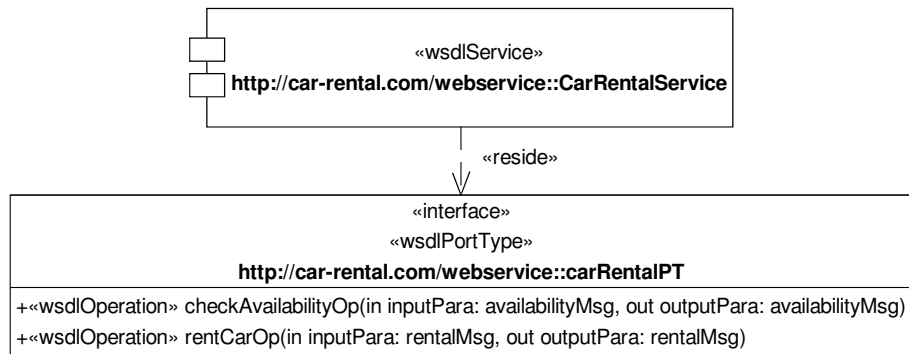 «wsdlService»
http://car-rental.com/webservice::CarRentalService
«reside»
«interface»
«wsdlPortType»
http://car-rental.com/webservice::carRentalPT
+«wsdlOperation» checkAvailabilityOp(in inputPara: availabilityMsg, out outputPara: availabilityMsg)
+«wsdlOperation» rentCarOp(in inputPara: rentalMsg, out outputPara: rentalMsg)